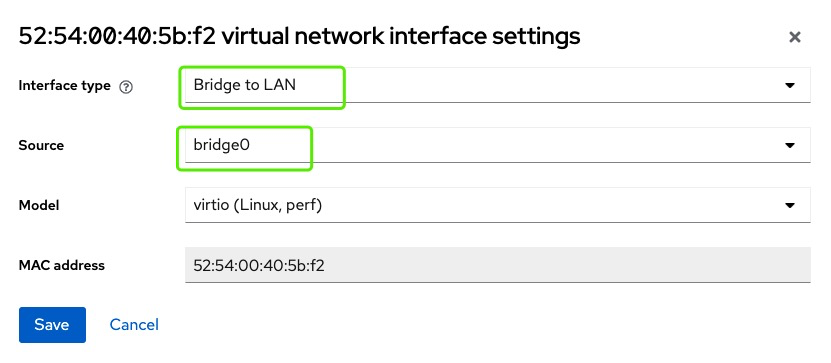 52:54:00:40:5b:f2 virtual network interface settings
Interface type
Bridge to LAN
Source
bridge0
Model
virtio (Linux, perf)
MAC address
52:54:00:40:5b:f2
Save
Cancel